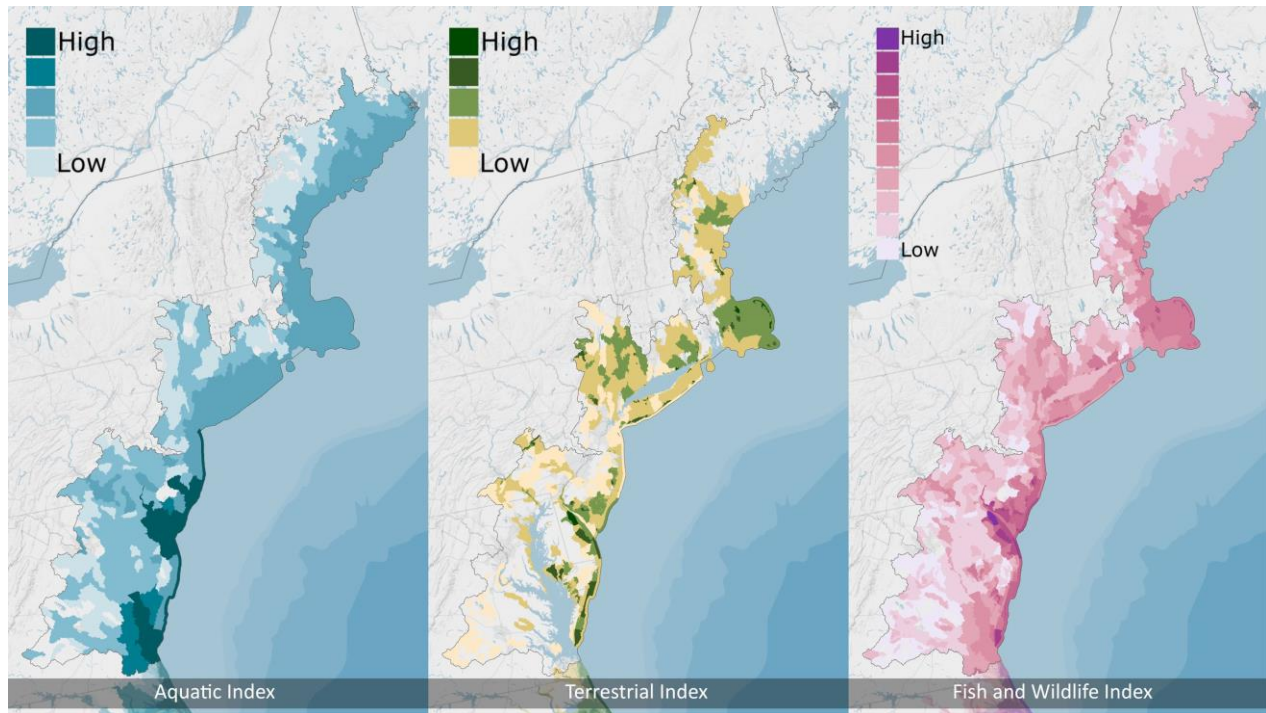 High
Low
Aquatic Index
High
Low
Terrestrial Index
High
Low
Fish and Wildlife Index